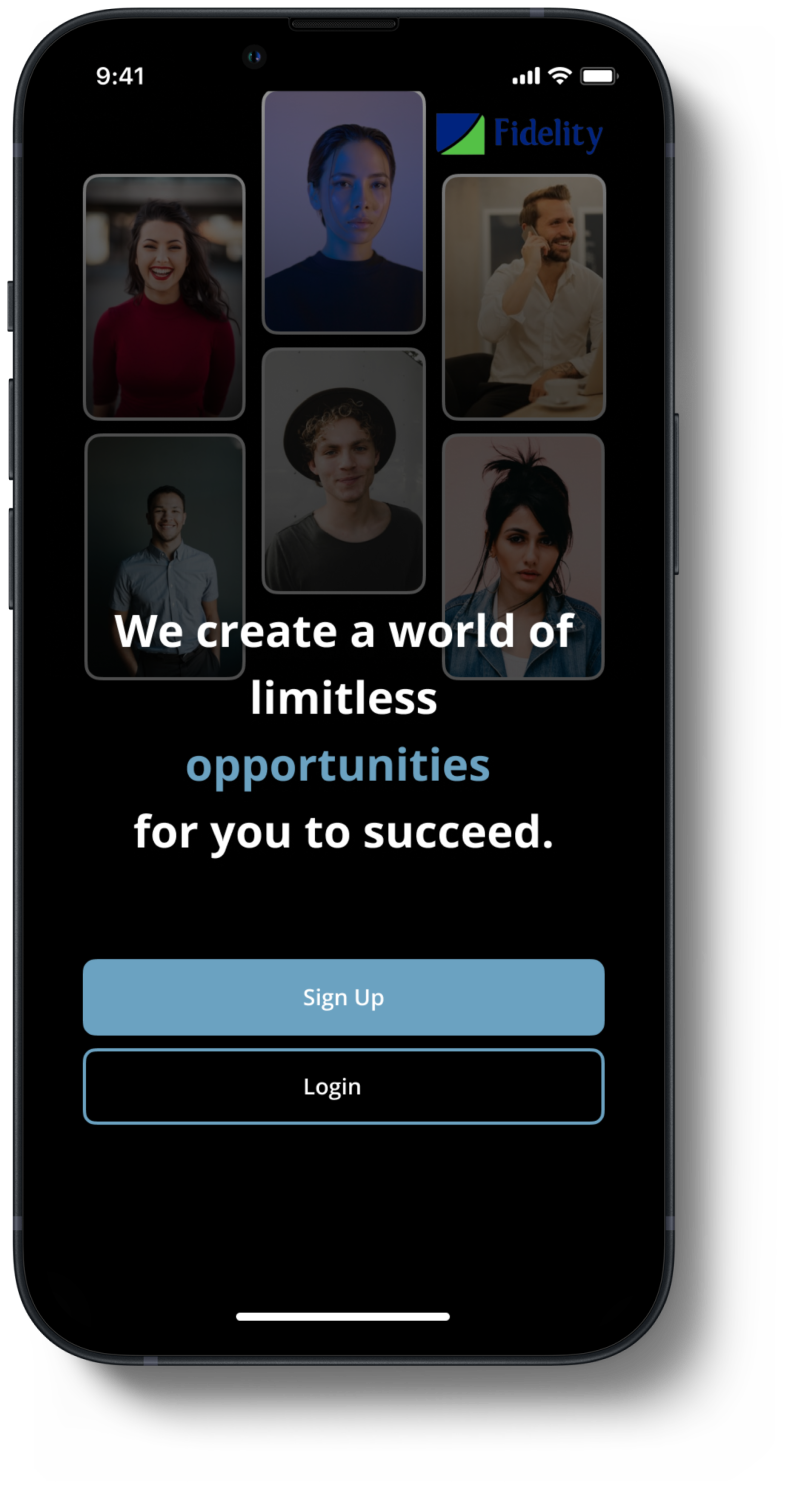 9:41
Fidelity
We create a world of
limitless
opportunities
for you to succeed.
Sign Up
Login